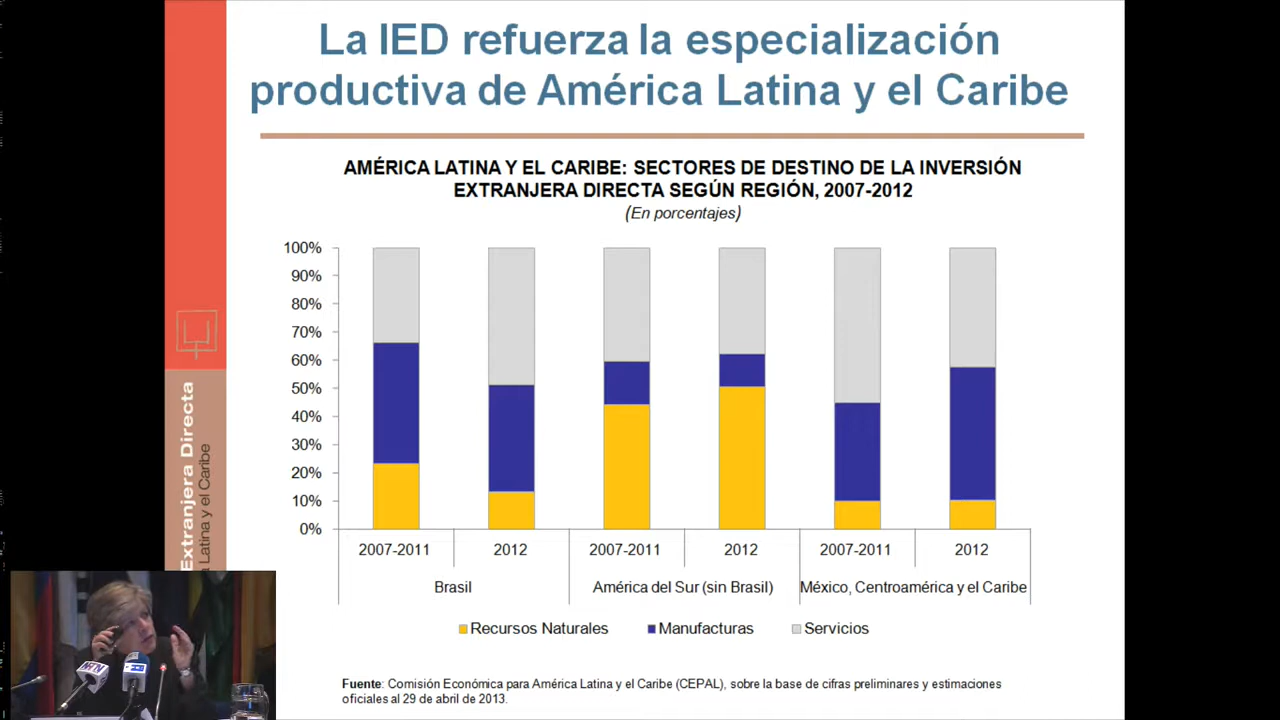 La IED refuerza la especialización
productiva de América Latina y el Caribe
AMÉRICA LATINA Y EL CARIBE: SECTORES DE DESTINO DE LA INVERSIÓN
EXTRANJERA DIRECTA SEGÚN REGIÓN, 2007-2012
(En porcentajes)
100%
90%
80%
70%
60%
50%
40%
30%
20%
10%
0%
2007-2011 2012 2007-2011 2012 2007-2011 2012
Brasil América del Sur (sin Brasil) México, Centroamérica y el Caribe
Recursos Naturales Manufacturas Servicios
Fuente: Comisión Económica para América Latina y el Caribe (CEPAL), sobre la base de cifras preliminares y estimaciones
oficiales al 29 de abril de 2013.
Extranjera Directa
Latina y el Caribe